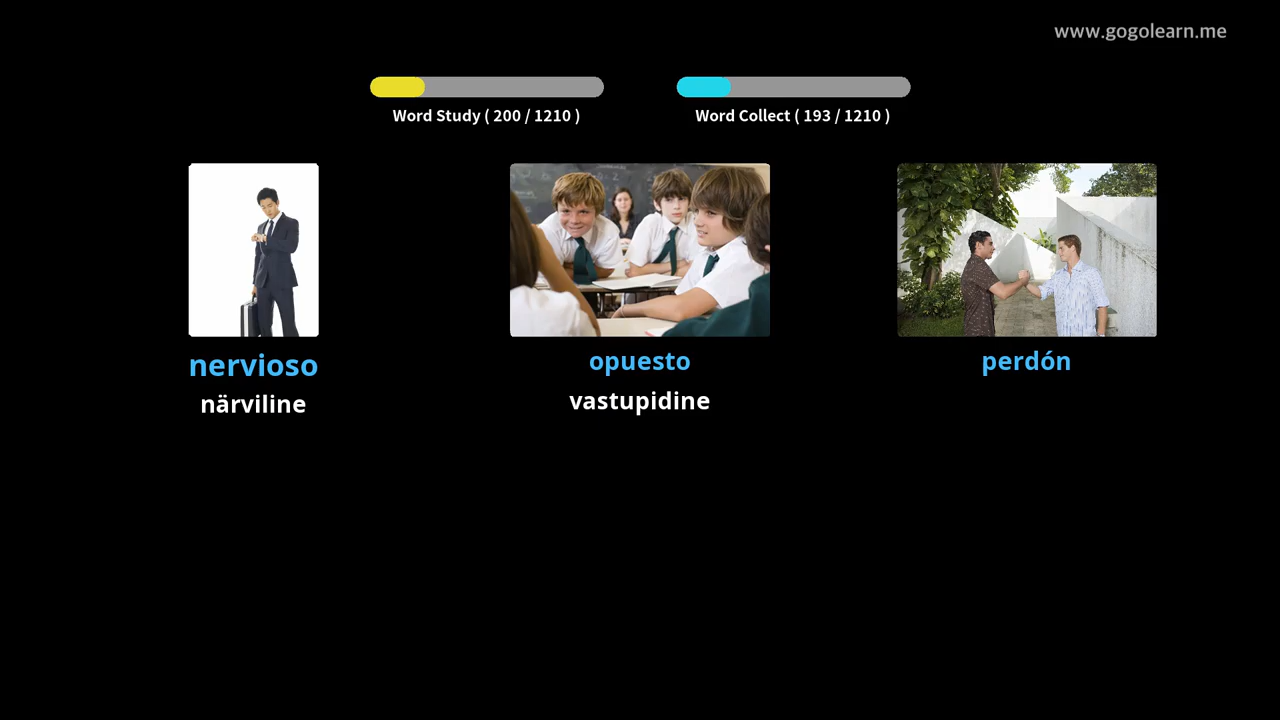 www.gogolearn.me
Word Study ( 200 / 1210 )
Word Collect ( 193 / 1210 )
nervioso
närviline
opuesto
vastupidine
perdón